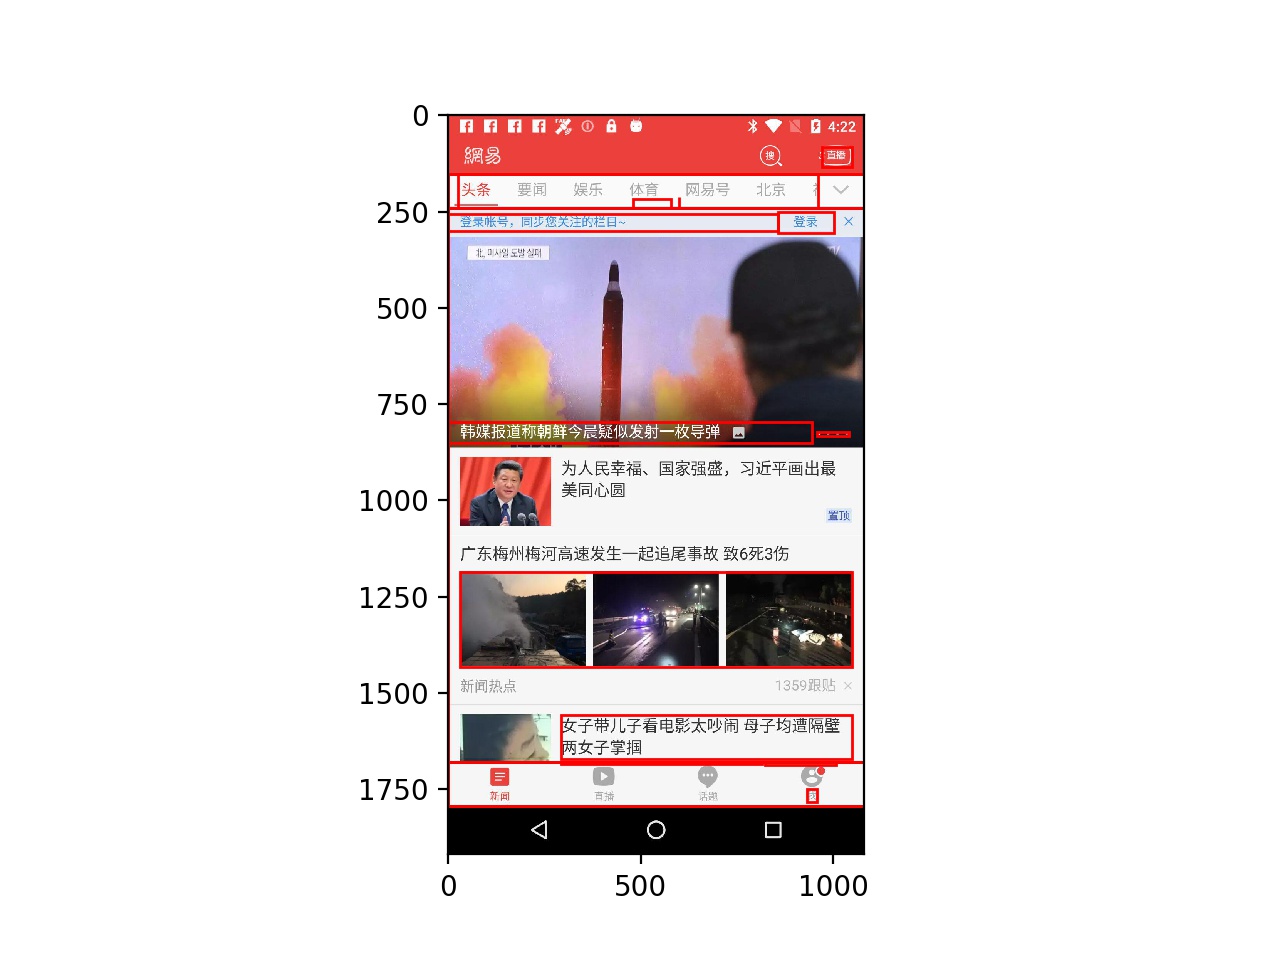 0
250
500
750
1000
1250
1500
1750
0
500
1000
4:22
網易
搜
直播
头条 要闻 娱乐 体育 网易号 北京
登录帐号，同步您关注的栏目~
登录 ×
北, 미사일 도발 실패
TV
韩媒报道称朝鲜今晨疑似发射一枚导弹
为人民幸福、国家强盛，习近平画出最
美同心圆
置顶
广东梅州梅河高速发生一起追尾事故 致6死3伤
新闻热点
1359跟贴 ×
女子带儿子看电影太吵闹 母子均遭隔壁
两女子掌掴
新闻 直播 话题